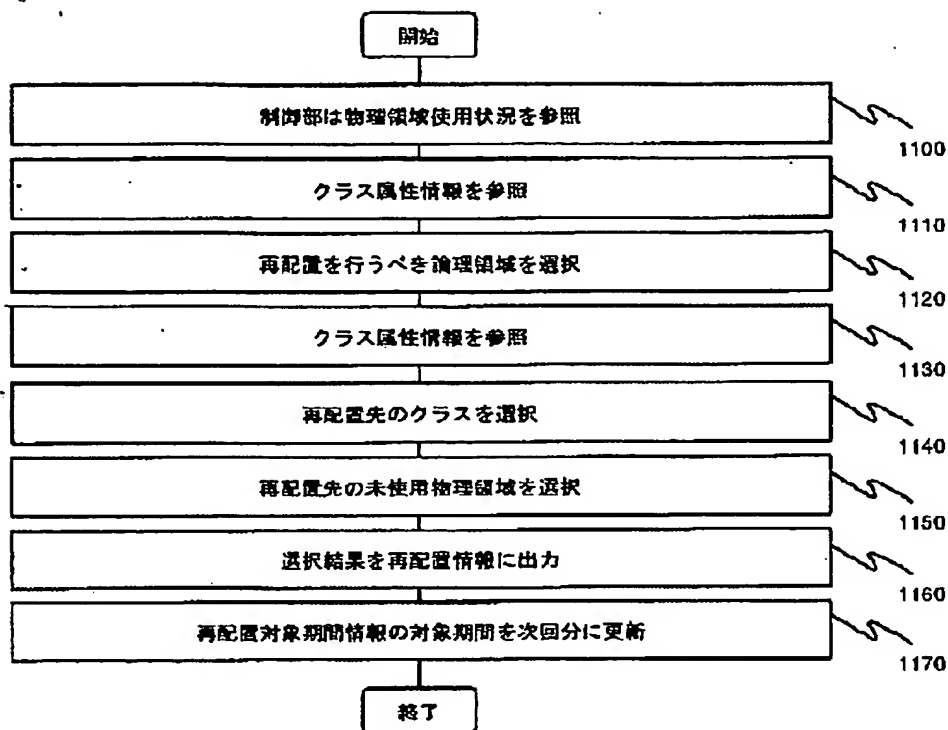 開始
制御部は物理領域使用状況を参照
1100
クラス属性情報を参照
1110
再配置を行うべき論理領域を選択
1120
クラス属性情報を参照
1130
再配置先のクラスを選択
1140
再配置先の未使用物理領域を選択
1150
選択結果を再配置情報に出力
1160
再配置対象期間情報の対象期間を次回分に更新
1170
終了